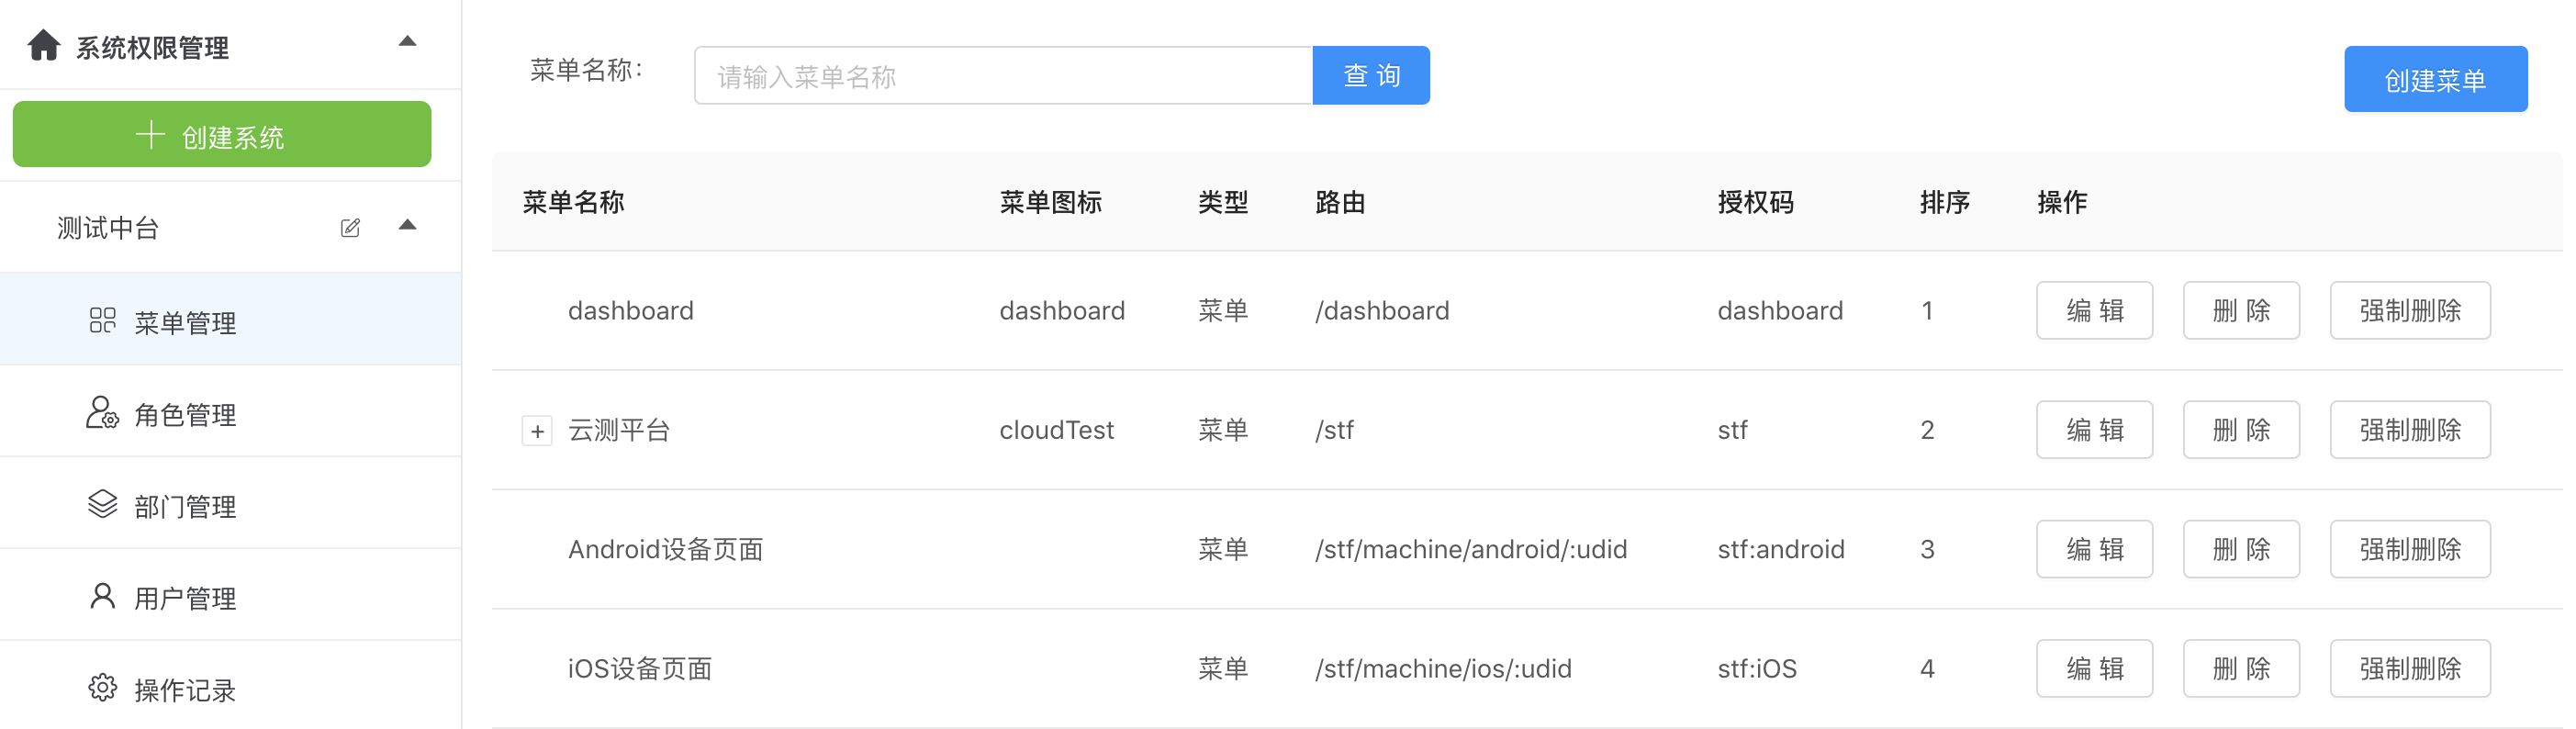 系统权限管理
创建系统
测试中台
菜单管理
角色管理
部门管理
用户管理
操作记录
菜单名称: 请输入菜单名称 查 询 创建菜单
菜单名称 菜单图标 类型 路由 授权码 排序 操作
dashboard dashboard 菜单 /dashboard dashboard 1 编 辑 删 除 强制删除
云测平台 cloudTest 菜单 /stf stf 2 编 辑 删 除 强制删除
Android设备页面 菜单 /stf/machine/android/:udid stf:android 3 编 辑 删 除 强制删除
iOS设备页面 菜单 /stf/machine/ios/:udid stf:iOS 4 编 辑 删 除 强制删除